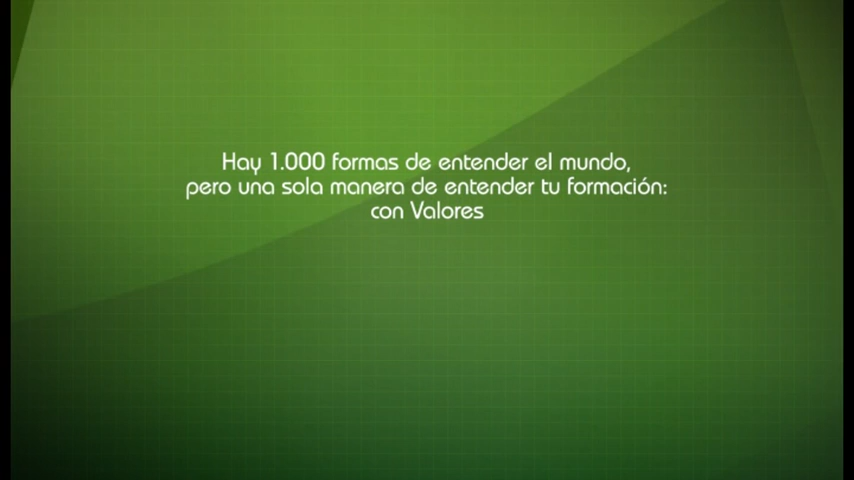 Hay 1.000 formas de entender el mundo,
pero una sola manera de entender tu formación:
con Valores